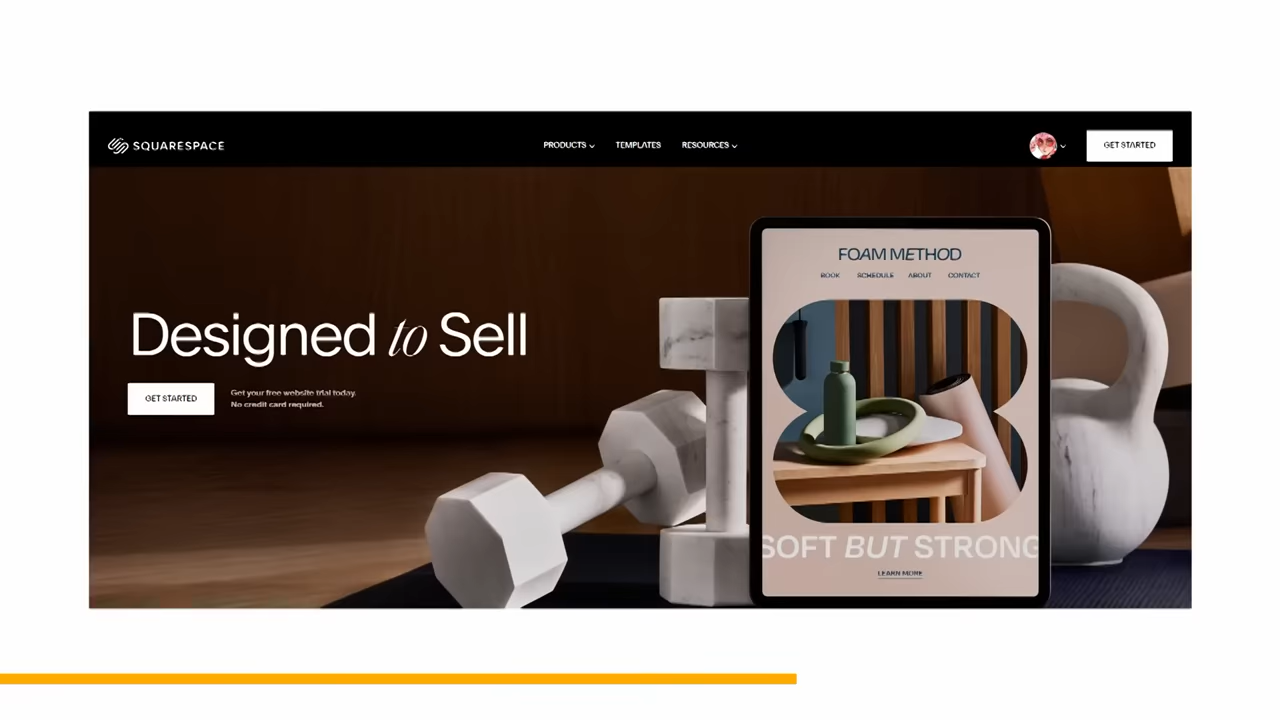 SQUARESPACE
PRODUCTS
TEMPLATES
RESOURCES
GET STARTED
Designed to Sell
GET STARTED
Get your free website trial today.
No credit card required.
FOAM METHOD
BOOK SCHEDULE ABOUT CONTACT
SOFT BUT STRONG
LEARN MORE